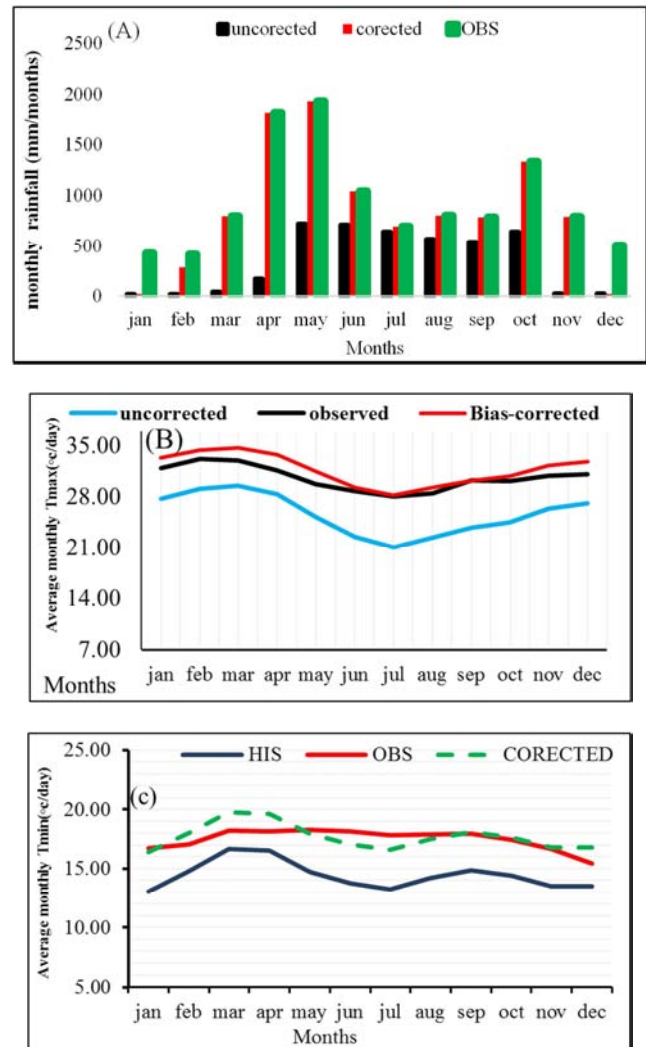 (A) uncorected corected OBS
monthly rainfall (mm/months)
2500
2000
1500
1000
500
0
jan feb mar apr may jun jul aug sep oct nov dec
Months
uncorrected observed Bias-corrected
(B)
Average monthly Tmax(°c/day)
35.00
28.00
21.00
14.00
7.00
jan feb mar apr may jun jul aug sep oct nov dec
Months
HIS OBS CORECTED
(c)
Average monthly Tmin(°c/day)
25.00
20.00
15.00
10.00
5.00
jan feb mar apr may jun jul aug sep oct nov dec
Months